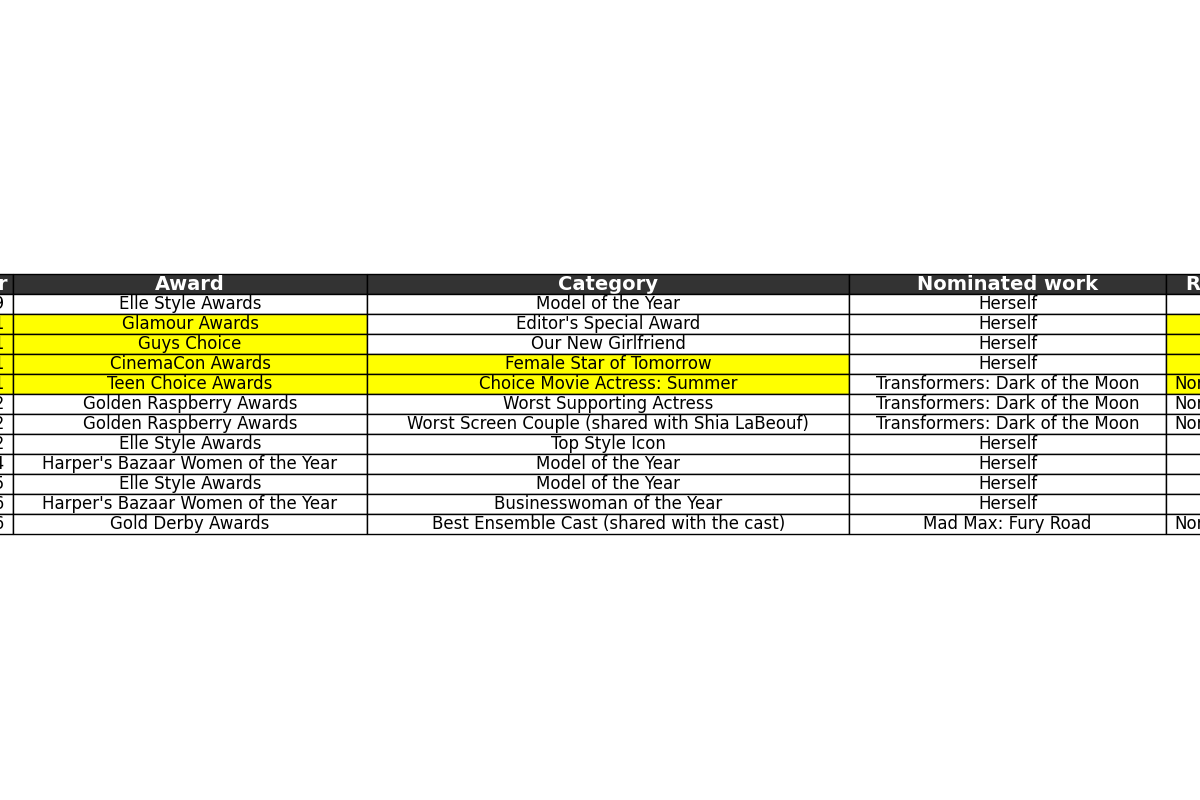 r Award Category Nominated work R
9 Elle Style Awards Model of the Year Herself
1 Glamour Awards Editor's Special Award Herself
1 Guys Choice Our New Girlfriend Herself
1 CinemaCon Awards Female Star of Tomorrow Herself
1 Teen Choice Awards Choice Movie Actress: Summer Transformers: Dark of the Moon Nor
2 Golden Raspberry Awards Worst Supporting Actress Transformers: Dark of the Moon Nor
2 Golden Raspberry Awards Worst Screen Couple (shared with Shia LaBeouf) Transformers: Dark of the Moon Nor
2 Elle Style Awards Top Style Icon Herself
4 Harper's Bazaar Women of the Year Model of the Year Herself
5 Elle Style Awards Model of the Year Herself
6 Harper's Bazaar Women of the Year Businesswoman of the Year Herself
6 Gold Derby Awards Best Ensemble Cast (shared with the cast) Mad Max: Fury Road Nor